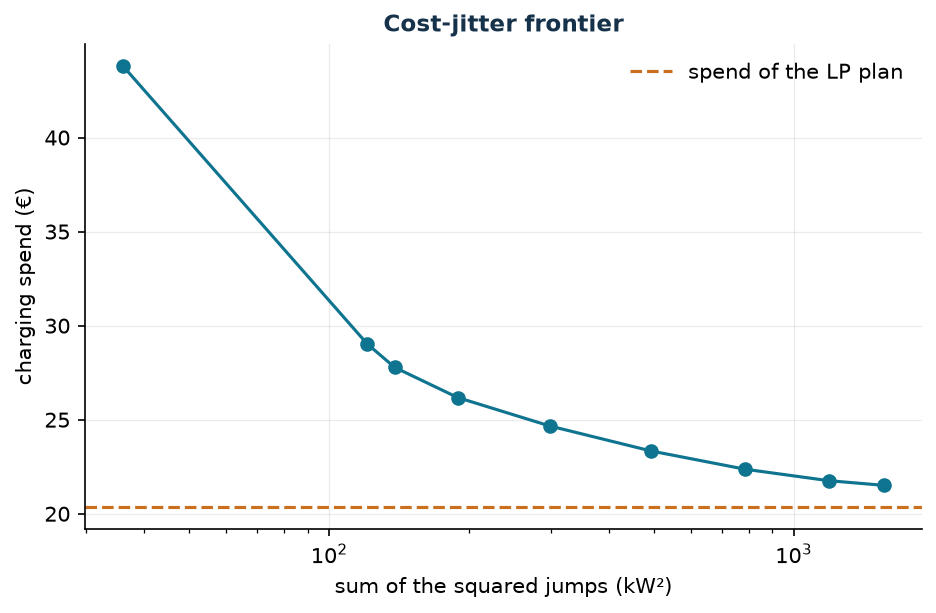 Cost-jitter frontier
spend of the LP plan
charging spend (€)
40
35
30
25
20
10²
10³
sum of the squared jumps (kW²)